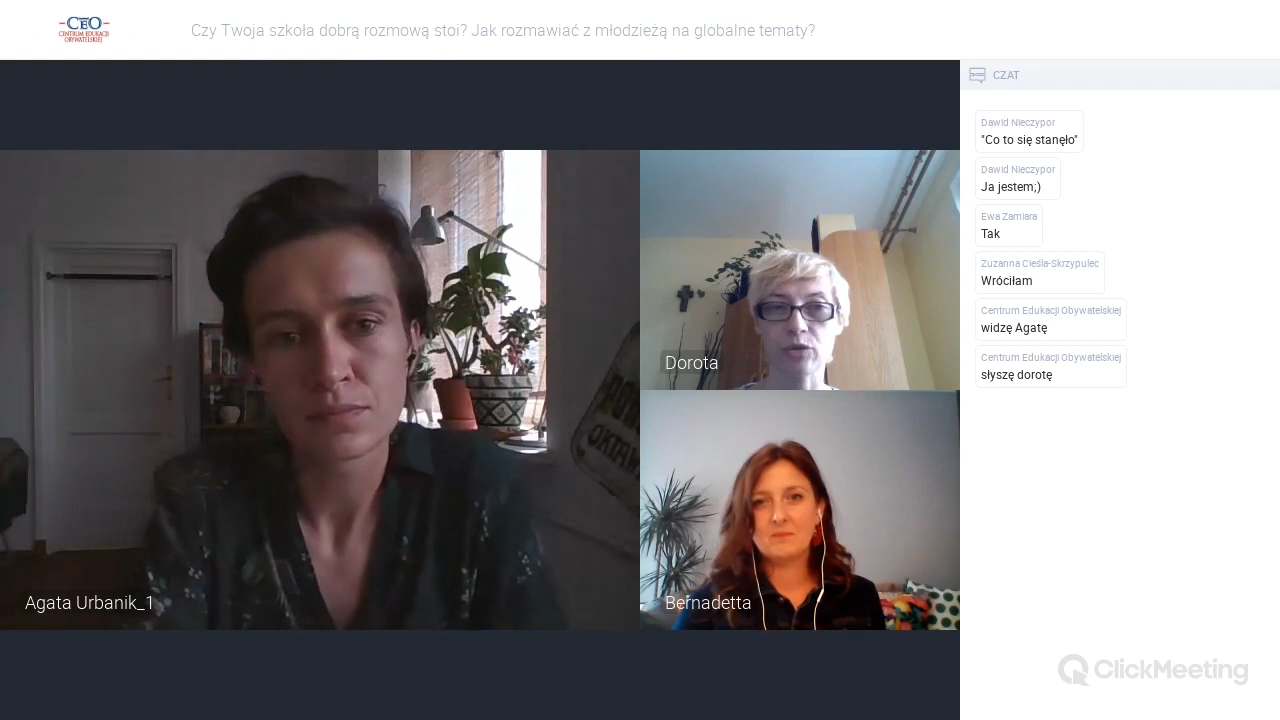 CEO
CENTRUM EDUKACJI
OBYWATELSKIEJ
Czy Twoja szkoła dobrą rozmową stoi? Jak rozmawiać z młodzieżą na globalne tematy?
CZAT
Dawid Nieczypor
"Co to się stanęło"
Dawid Nieczypor
Ja jestem;)
Ewa Zamiara
Tak
Zuzanna Cieśla-Skrzypulec
Wróciłam
Centrum Edukacji Obywatelskiej
widzę Agatę
Centrum Edukacji Obywatelskiej
słyszę dorotę
Dorota
Agata Urbanik_1
Bernadetta
ClickMeeting